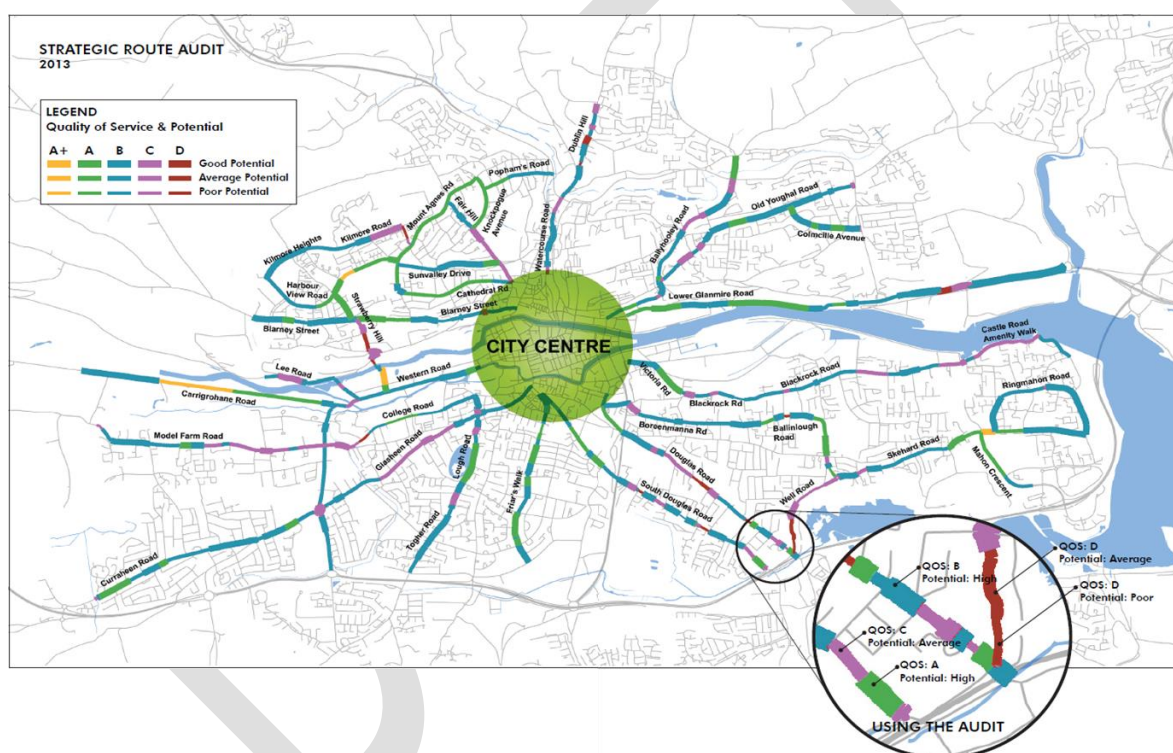 STRATEGIC ROUTE AUDIT
2013
LEGEND
Quality of Service & Potential
A+ A B C D
Good Potential
Average Potential
Poor Potential
Dublin Hill
Popham's Road
Mount Agnes Rd
Fair Hill
Knockpogue
Avenue
Watercourse Road
Old Youghal Road
Ballyhooley Road
Colmcille Avenue
Kilmore Road
Kilmore Heights
Sunvalley Drive
Harbour
View Road
Cathedral Rd
Strawberry Hill
Blarney Street
Blarney Street
Lower Glanmire Road
CITY CENTRE
Castle Road
Amenity Walk
Lee Road
Western Road
Victoria Rd
Blackrock Road
Carrigrohane Road
Blackrock Rd
Ringmahon Road
College Road
Boreenmanna Rd
Ballinlough
Road
Model Farm Road
Glasheen Road
Lough Road
Douglas Road
Skehard Road
Mahon Crescent
Friar's Walk
South Douglas Road
Well Road
Togher Road
Curraheen Road
QOS: D
Potential: Average
QOS: B
Potential: High
QOS: D
Potential: Poor
QOS: C
Potential: Average
QOS: A
Potential: High
USING THE AUDIT